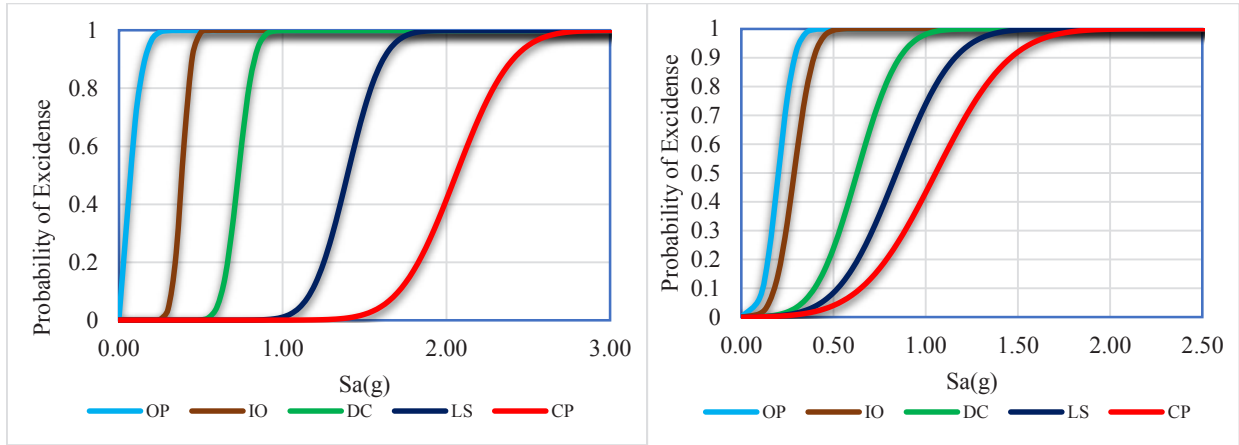 Probability of Excidense
1
0.8
0.6
0.4
0.2
0
0.00 1.00 2.00 3.00
Sa(g)
OP IO DC LS CP
Probability of Excidense
1
0.9
0.8
0.7
0.6
0.5
0.4
0.3
0.2
0.1
0
0.00 0.50 1.00 1.50 2.00 2.50
Sa(g)
OP IO DC LS CP